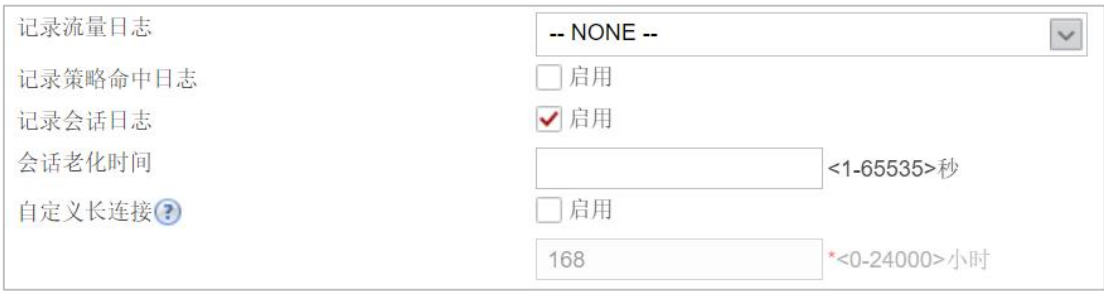 记录流量日志 -- NONE --
记录策略命中日志 启用
记录会话日志 启用
会话老化时间 <1-65535>秒
自定义长连接 ? 启用
168 *<0-24000>小时